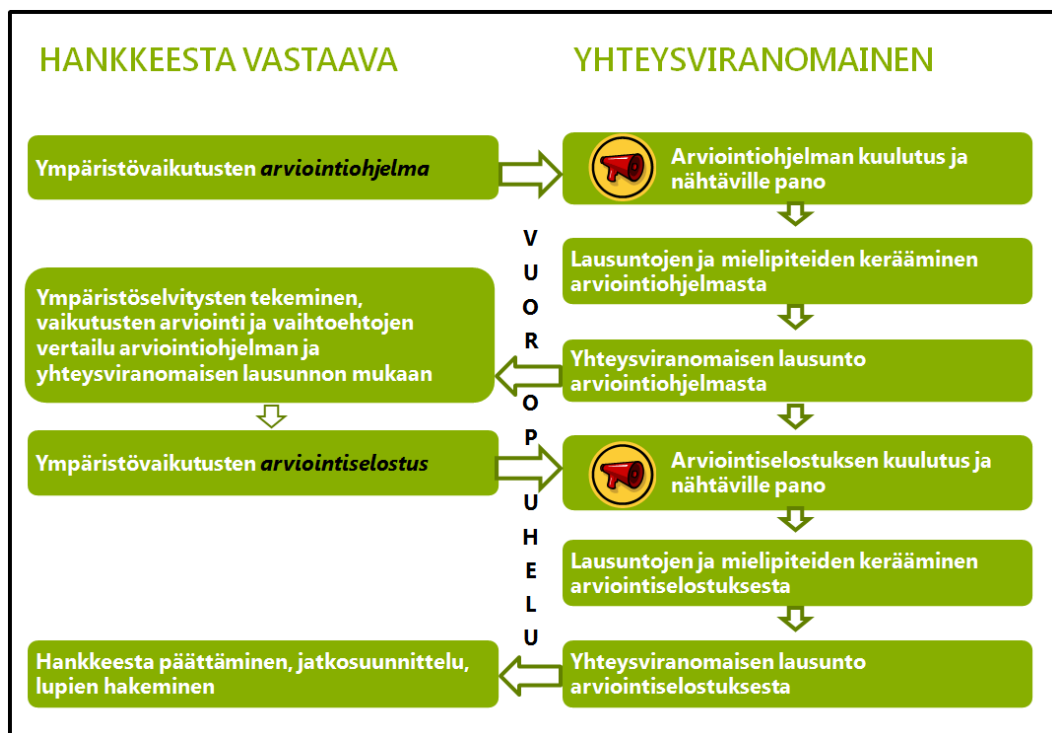 HANKKEESTA VASTAAVA
YHTEYSVIRANOMAINEN
Ympäristövaikutusten arviointiohjelma
Arviointiohjelman kuulutus ja
nähtäville pano
Lausuntojen ja mielipiteiden kerääminen
arviointiohjelmasta
Ympäristöselvitysten tekeminen,
vaikutusten arviointi ja vaihtoehtojen
vertailu arviointiohjelman ja
yhteysviranomaisen lausunnon mukaan
Yhteysviranomaisen lausunto
arviointiohjelmasta
Ympäristövaikutusten arviointiselostus
Arviointiselostuksen kuulutus ja
nähtäville pano
Lausuntojen ja mielipiteiden kerääminen
arviointiselostuksesta
Hankkeesta päättäminen, jatkosuunnittelu,
lupien hakeminen
Yhteysviranomaisen lausunto
arviointiselostuksesta
V
U
O
R
O
P
U
H
E
L
U